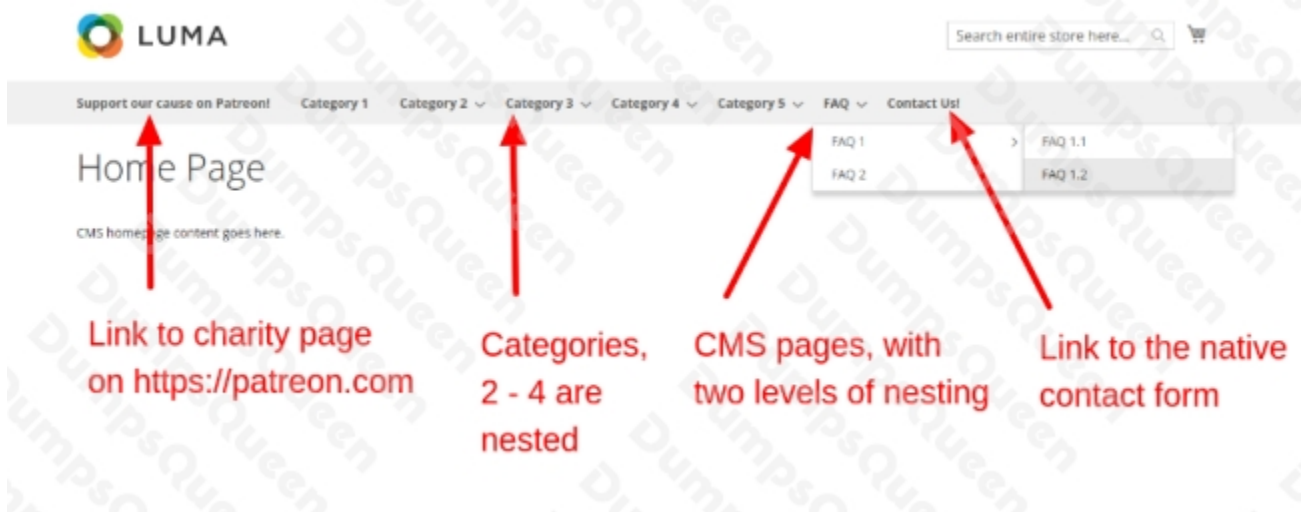 LUMA
Search entire store here...
Support our cause on Patreon! Category 1 Category 2 Category 3 Category 4 Category 5 FAQ Contact Us!
FAQ 1 FAQ 1.1
FAQ 2 FAQ 1.2
Home Page
CMS homepage content goes here.
Link to charity page
on https://patreon.com
Categories,
2 - 4 are
nested
CMS pages, with
two levels of nesting
Link to the native
contact form
DumpsQueen